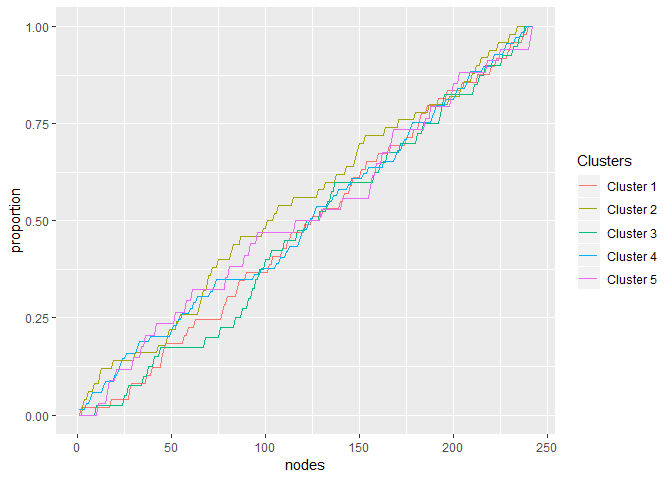 1.00
0.75
0.50
0.25
0.00
proportion
0 50 100 150 200 250
nodes
Clusters
Cluster 1
Cluster 2
Cluster 3
Cluster 4
Cluster 5